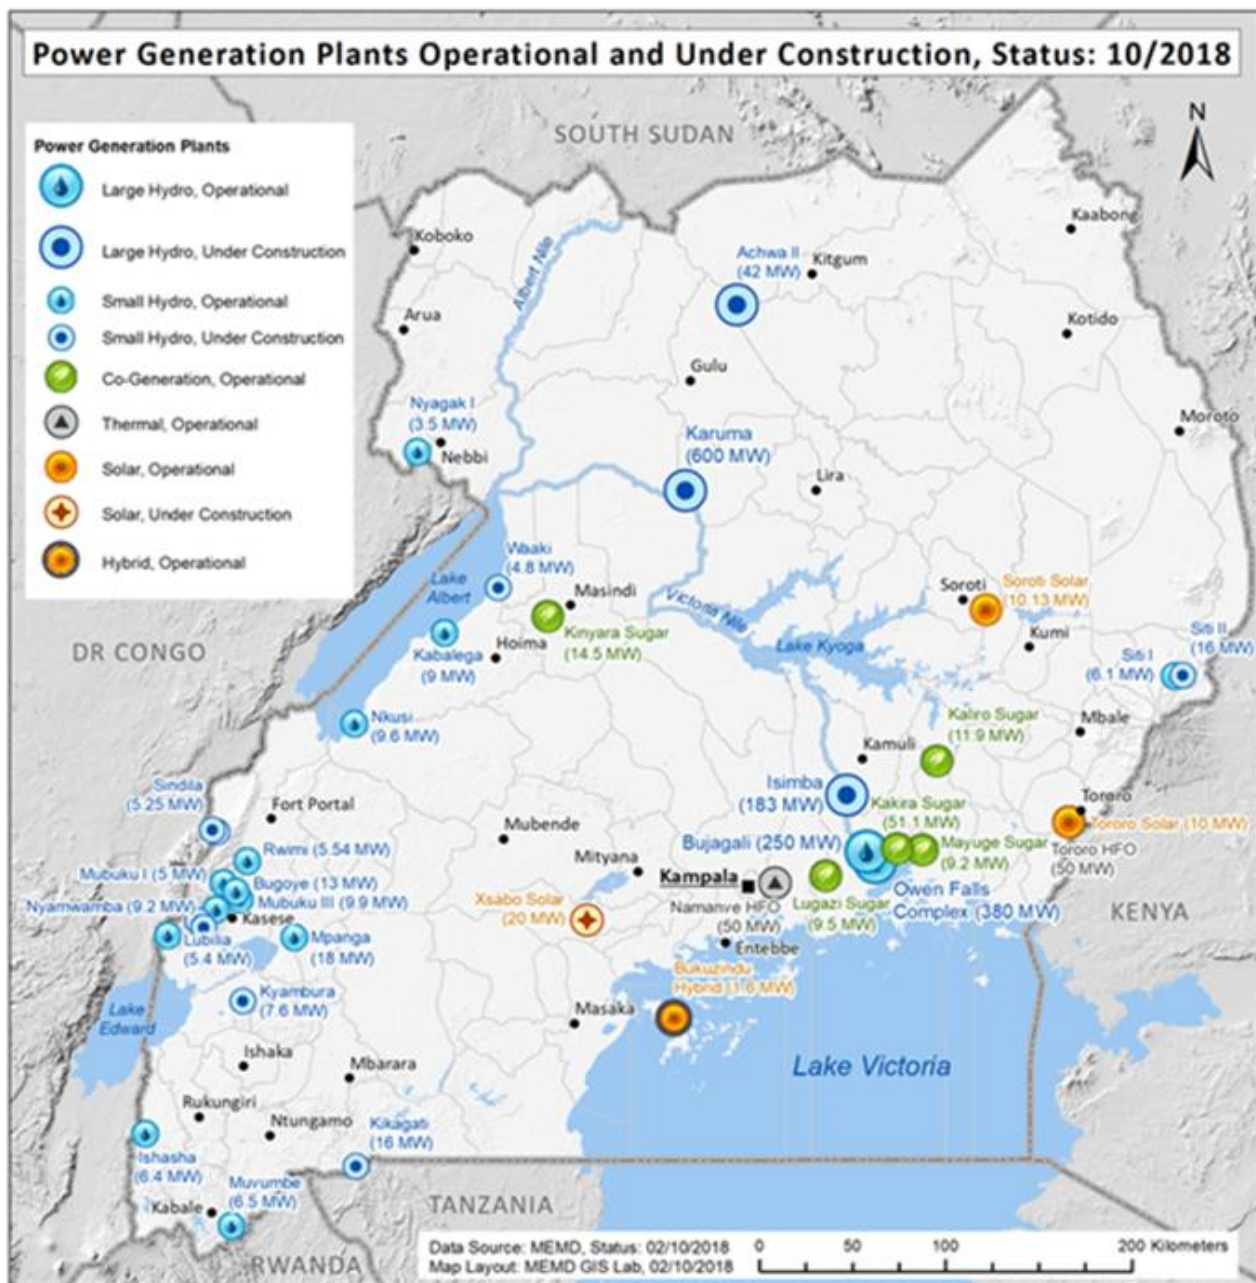 Power Generation Plants Operational and Under Construction, Status: 10/2018
N
Power Generation Plants
Large Hydro, Operational
Large Hydro, Under Construction
Small Hydro, Operational
Small Hydro, Under Construction
Co-Generation, Operational
Thermal, Operational
Solar, Operational
Solar, Under Construction
Hybrid, Operational
SOUTH SUDAN
Kaabong
Koboko
Albert Nile
Achwa II
(42 MW)
Kitgum
Arua
Kotido
Gulu
Nyagak I
(3.5 MW)
Nebbi
Moroto
Karuma
(600 MW)
Lira
Waaki
(4.8 MW)
Lake
Albert
Masindi
Kinyara Sugar
(14.5 MW)
Victoria Nile
Soroti
Soroti Solar
(10.13 MW)
Kumi
Siti II
(16 MW)
Siti I
(6.1 MW)
DR CONGO
Kabalega
(9 MW)
Hoima
Lake Kyoga
Nkusi
(9.6 MW)
Kaliro Sugar
(11.9 MW)
Mbale
Kamuli
Sindila
(5.25 MW)
Fort Portal
Isimba
(183 MW)
Kakira Sugar
(51.1 MW)
Tororo
Tororo Solar (10 MW)
Tororo HFO
(50 MW)
Mubende
Mityana
Bujagali (250 MW)
Mayuge Sugar
(9.2 MW)
Rwimi (5.54 MW)
Mubuku I (5 MW)
Bugoye (13 MW)
Mubuku III (9.9 MW)
Nyamwamba (9.2 MW)
Kasese
Kampala
Namanve HFO
(50 MW)
Lugazi Sugar
(9.5 MW)
Owen Falls
Complex (380 MW)
KENYA
Xsabo Solar
(20 MW)
Lubilia
(5.4 MW)
Mpanga
(18 MW)
Entebbe
Bukuzindu
Hybrid (1.6 MW)
Kyambura
(7.6 MW)
Lake
Edward
Masaka
Ishaka
Mbarara
Lake Victoria
Rukungiri
Ntungamo
Kikagati
(16 MW)
Ishasha
(6.4 MW)
Muvumbe
(6.5 MW)
Kabale
TANZANIA
RWANDA
Data Source: MEMD, Status: 02/10/2018
Map Layout: MEMD GIS Lab, 02/10/2018
0 50 100 200 Kilometers